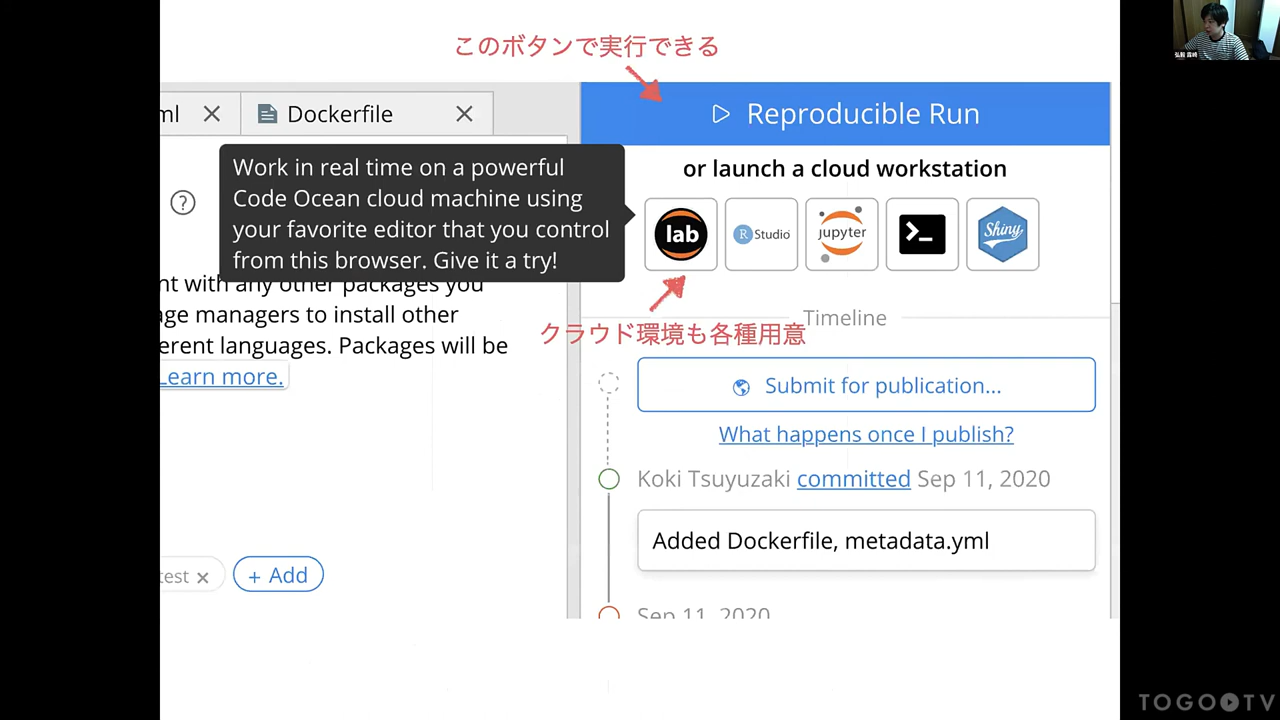 このボタンで実行できる
ml
Dockerfile
Reproducible Run
Work in real time on a powerful
Code Ocean cloud machine using
your favorite editor that you control
from this browser. Give it a try!
?
or launch a cloud workstation
lab
R Studio
jupyter
Shiny
nt with any other packages you
age managers to install other
erent languages. Packages will be
Learn more.
クラウド環境も各種用意
Timeline
Submit for publication...
What happens once I publish?
Koki Tsuyuzaki committed Sep 11, 2020
Added Dockerfile, metadata.yml
test
+ Add
Sep 11, 2020
TOGO TV